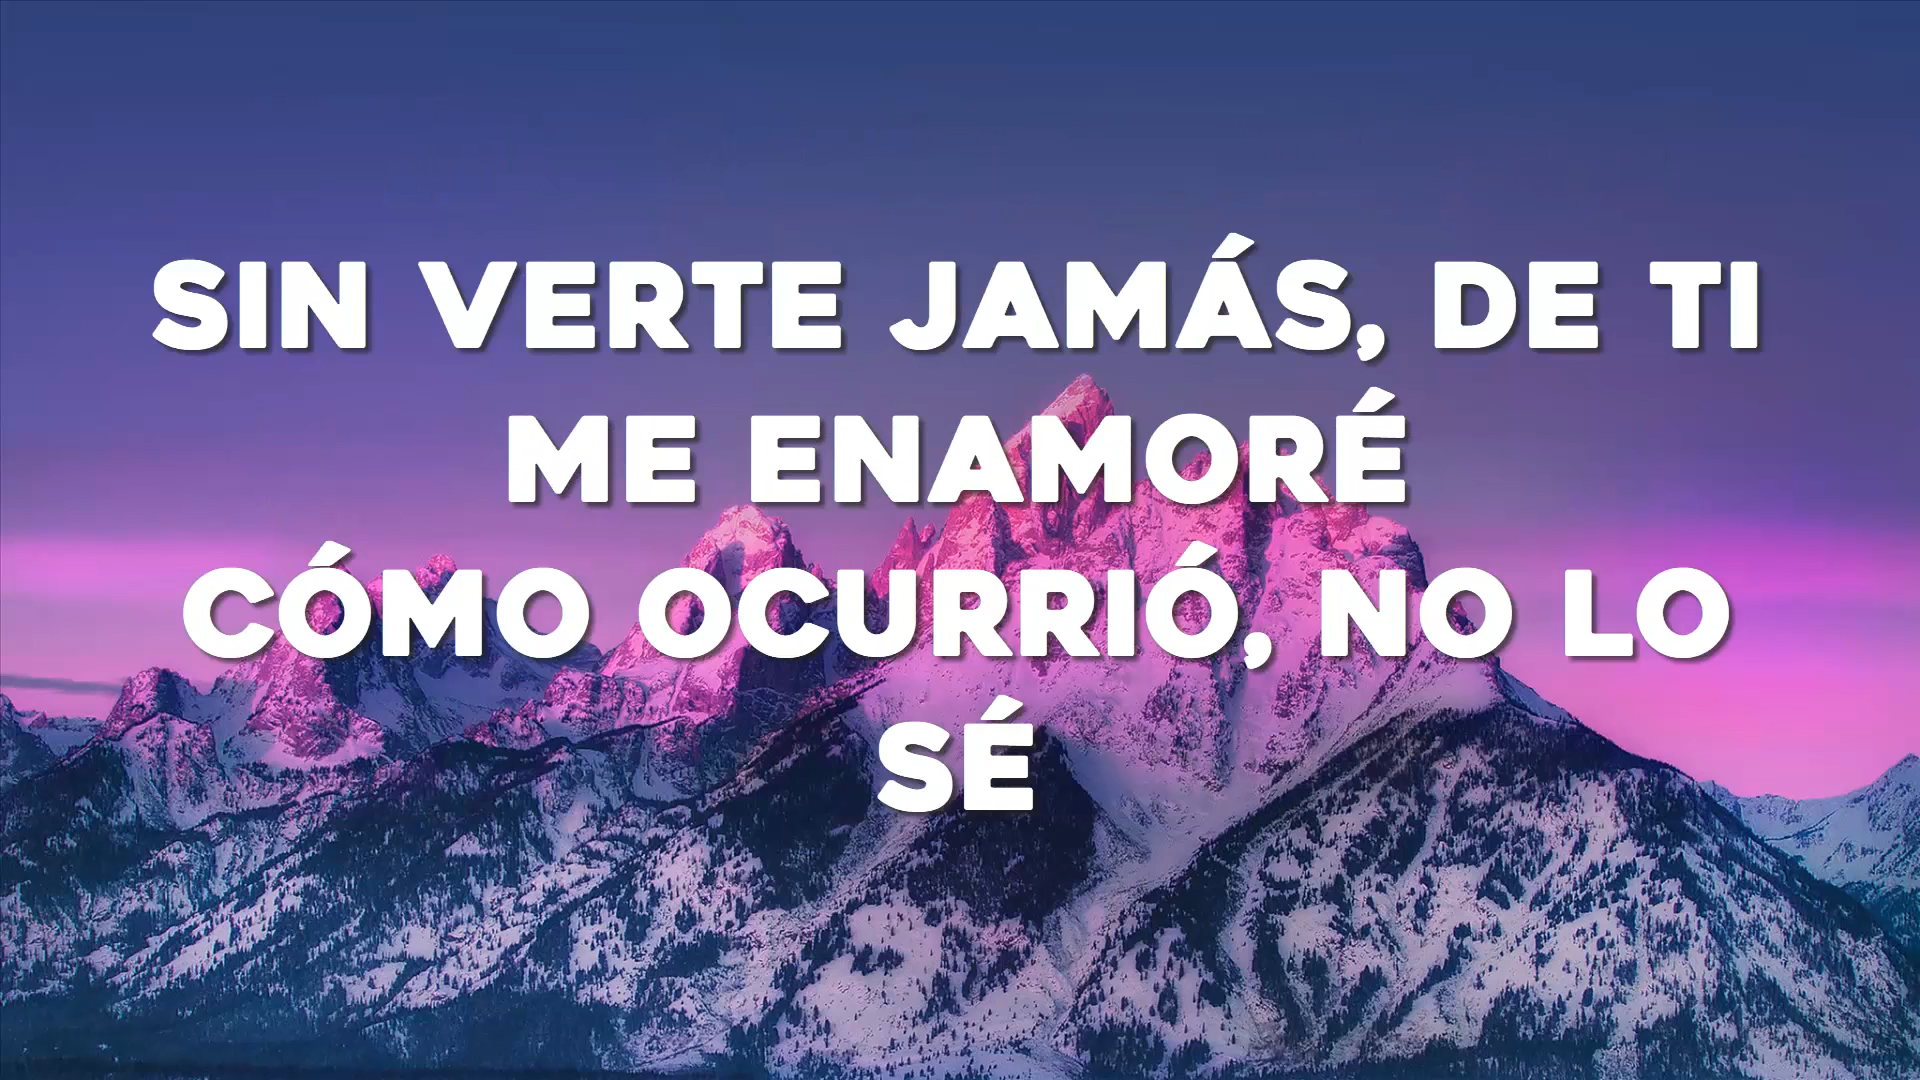 SIN VERTE JAMÁS, DE TI
ME ENAMORÉ
CÓMO OCURRIÓ, NO LO
SÉ